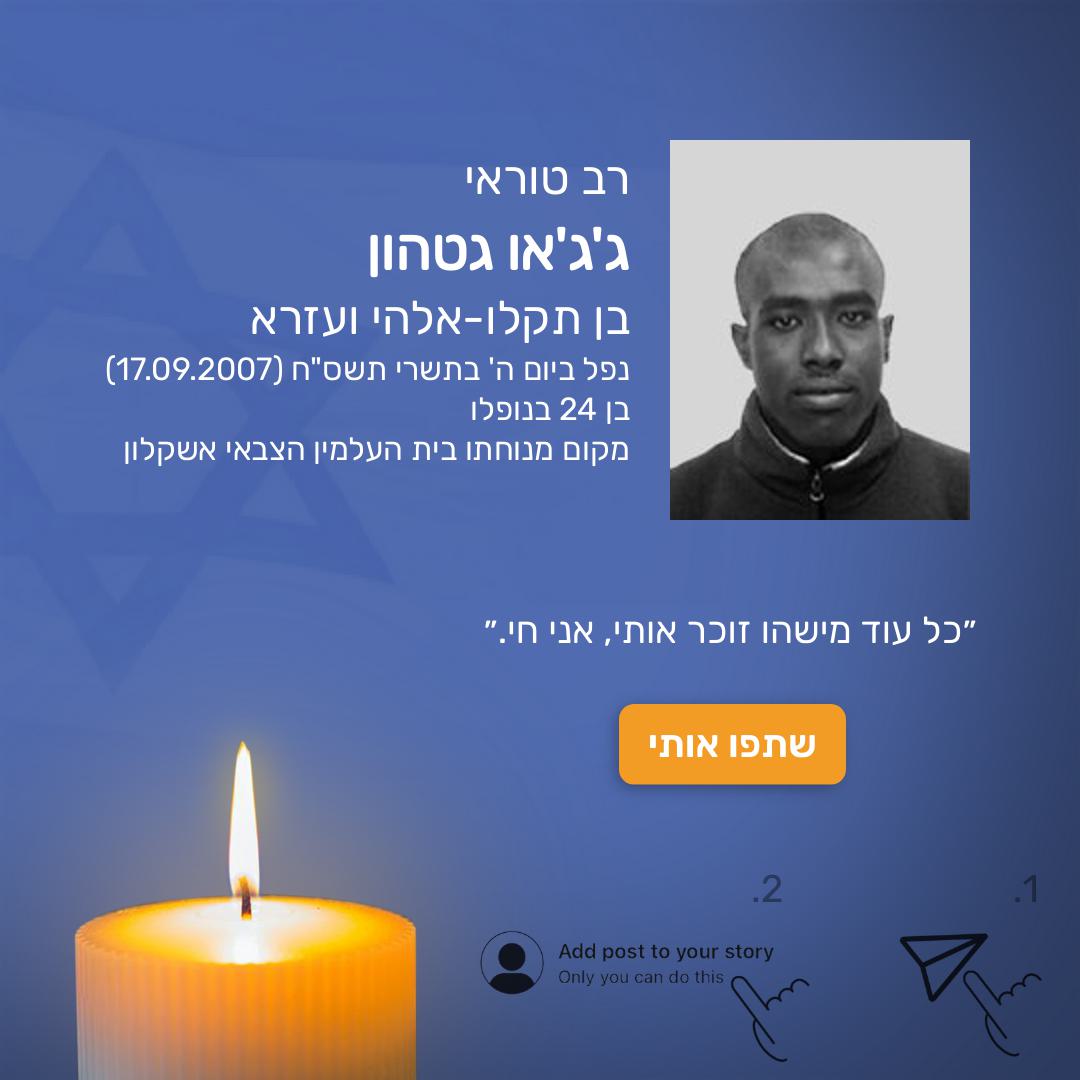 רב טוראי
ג'ג'או גטהון
בן תקלו-אלהי ועזרא
נפל ביום ה' בתשרי תשס"ח (17.09.2007)
בן 24 בנופלו
מקום מנוחתו בית העלמין הצבאי אשקלון
״כל עוד מישהו זוכר אותי, אני חי.״
שתפו אותי
1.
2.
Add post to your story
Only you can do this